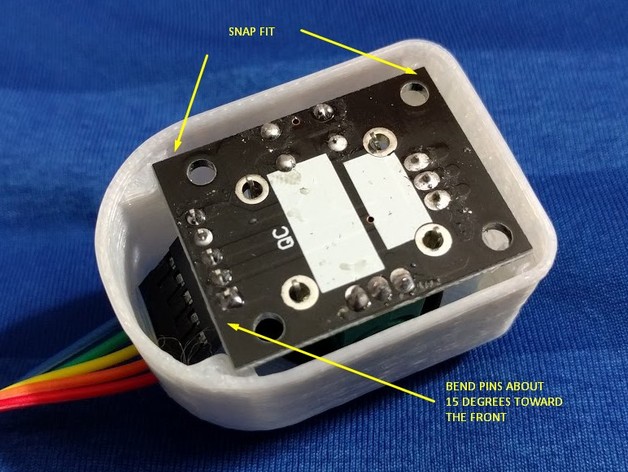 SNAP FIT
QC
BEND PINS ABOUT
15 DEGREES TOWARD
THE FRONT